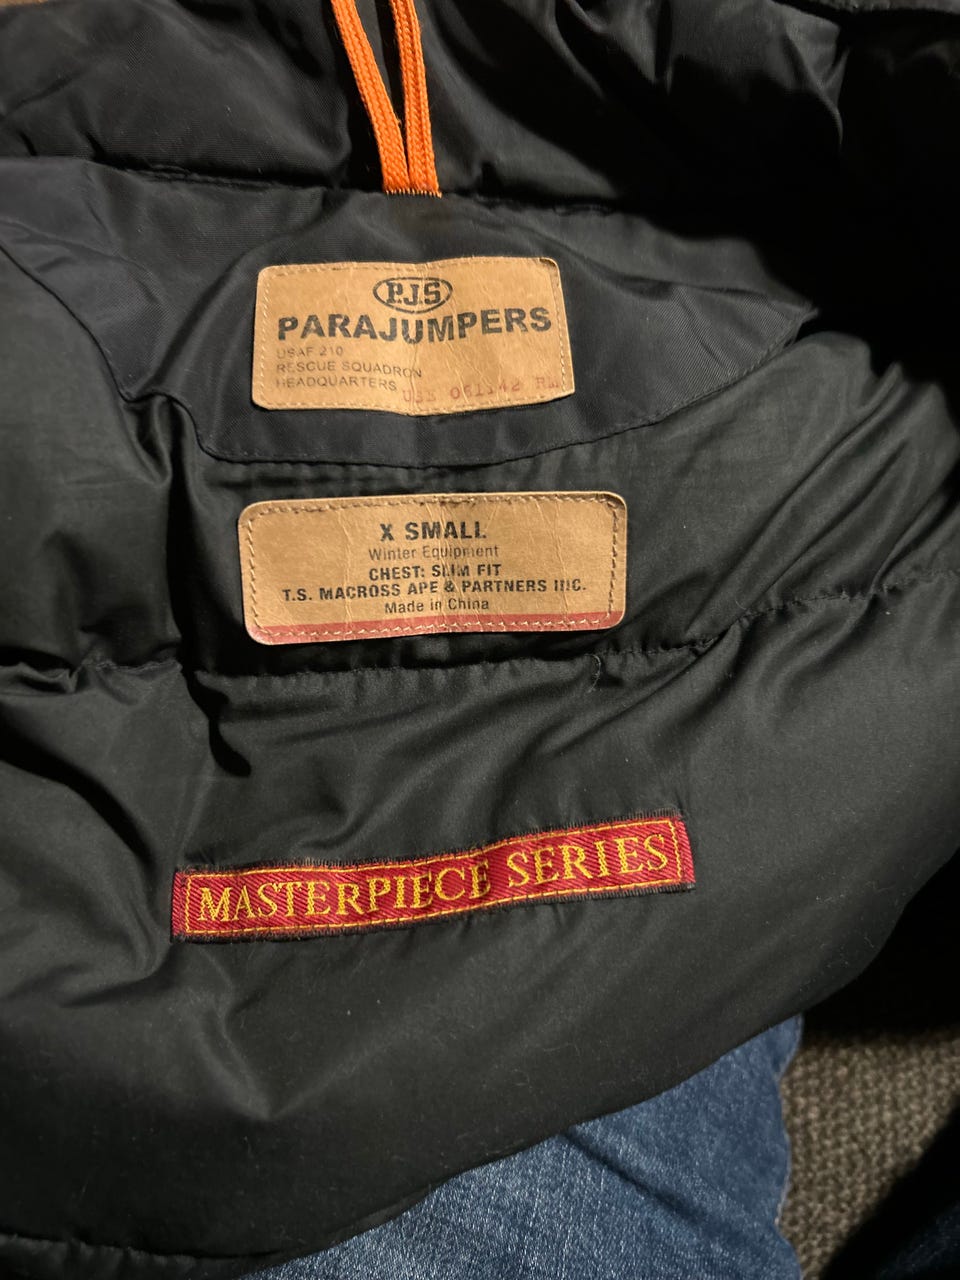 P.J.S
PARAJUMPERS
USAF 210
RESCUE SQUADRON
HEADQUARTERS
X SMALL
Winter Equipment
CHEST: SLIM FIT
T.S. MACROSS APE & PARTNERS INC.
Made in China
MASTERPIECE SERIES